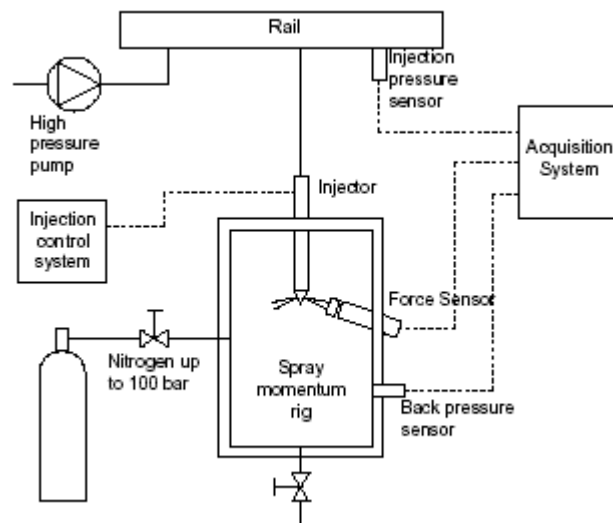 Rail
Injection
pressure
sensor
High
pressure
pump
Acquisition
System
Injector
Injection
control
system
Force Sensor
Nitrogen up
to 100 bar
Spray
momentum
rig
Back pressure
sensor